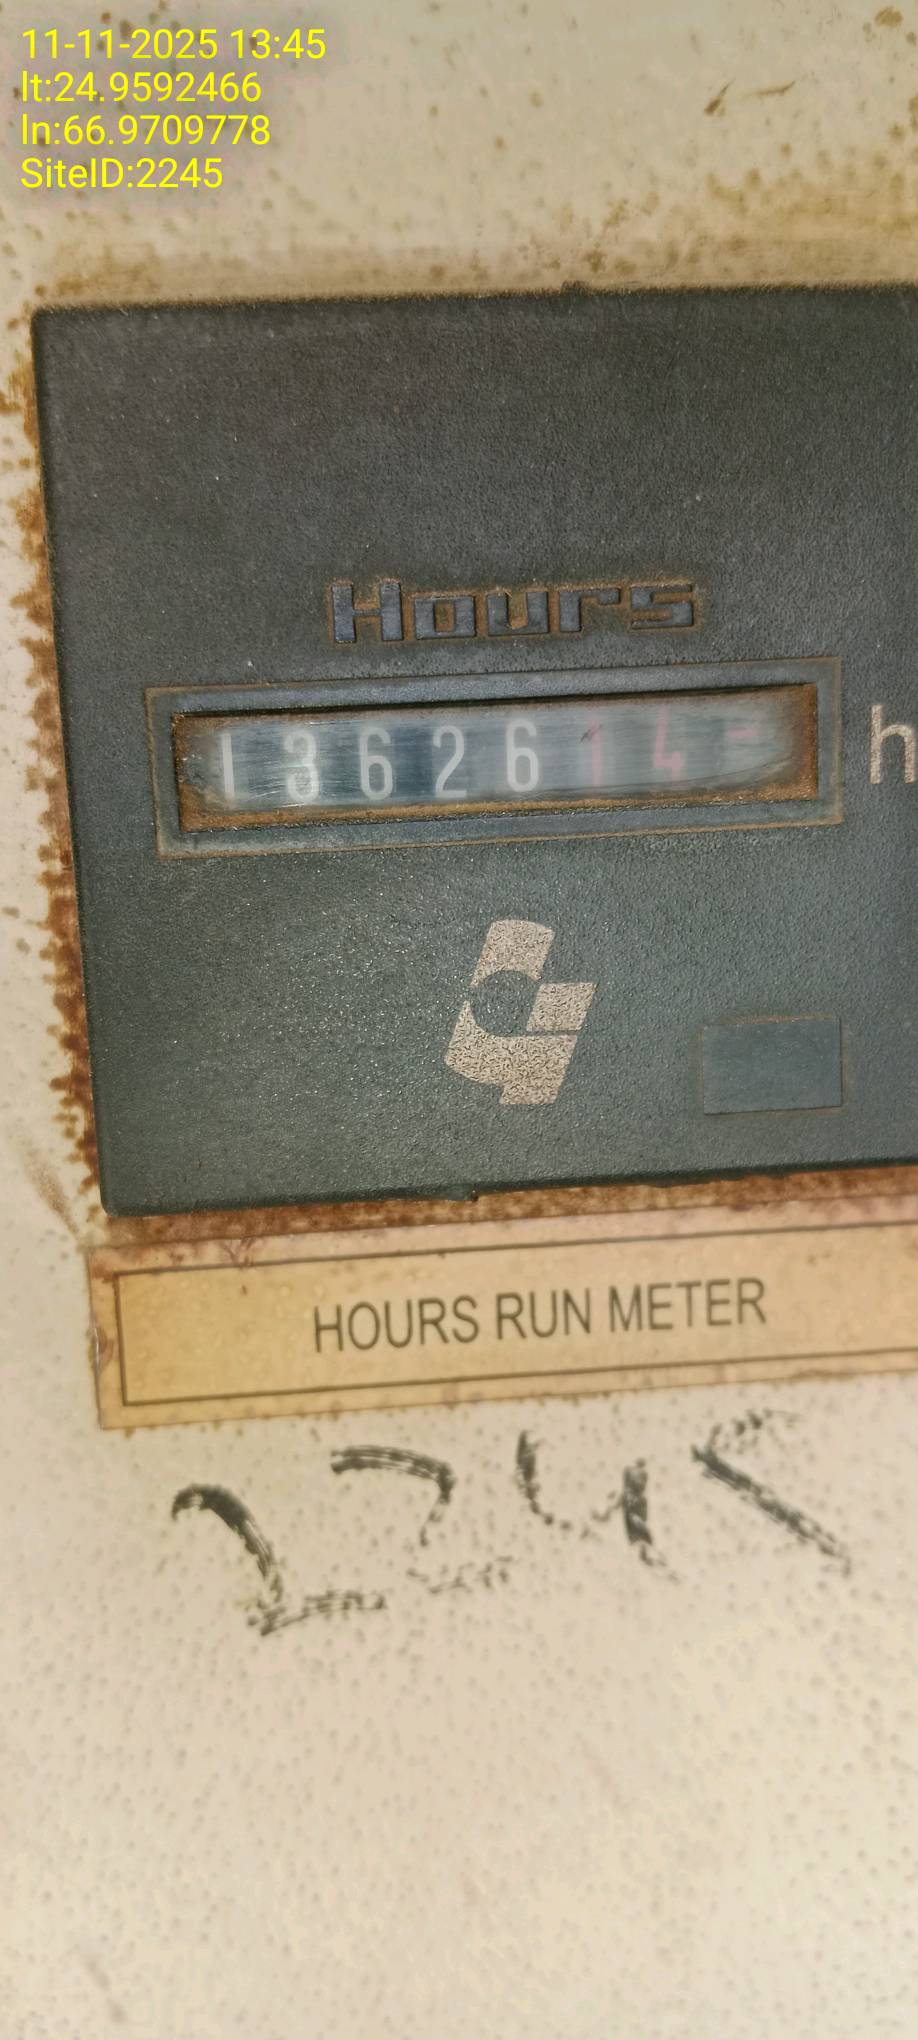 11-11-2025 13:45
lt:24.9592466
ln:66.9709778
SiteID:2245
Hours
1362614
h
HOURS RUN METER
2245